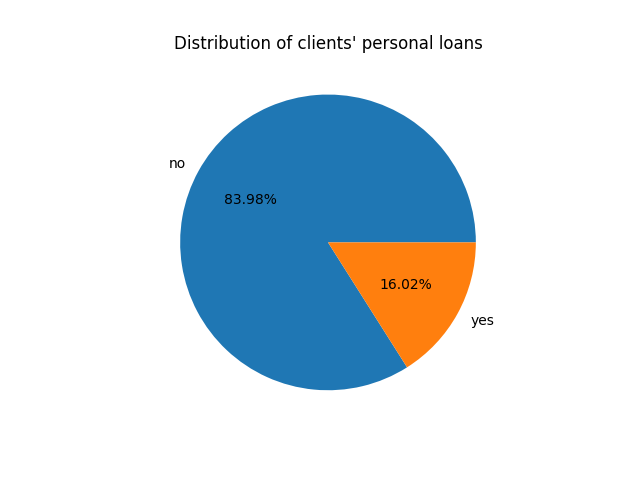 Distribution of clients' personal loans
no
83.98%
16.02%
yes